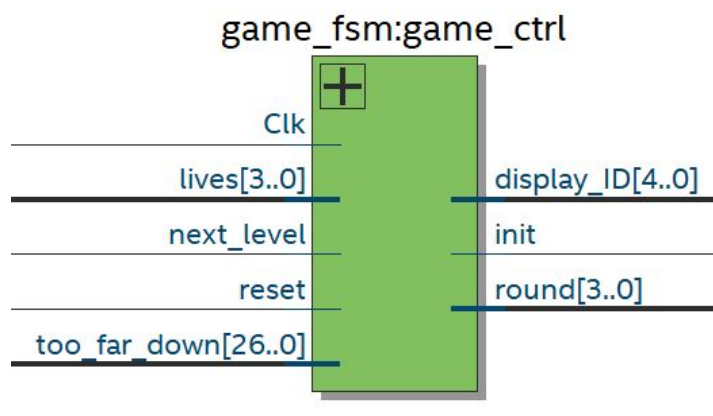 game_fsm:game_ctrl
Clk
lives[3..0]
display_ID[4..0]
next_level
init
reset
round[3..0]
too_far_down[26..0]